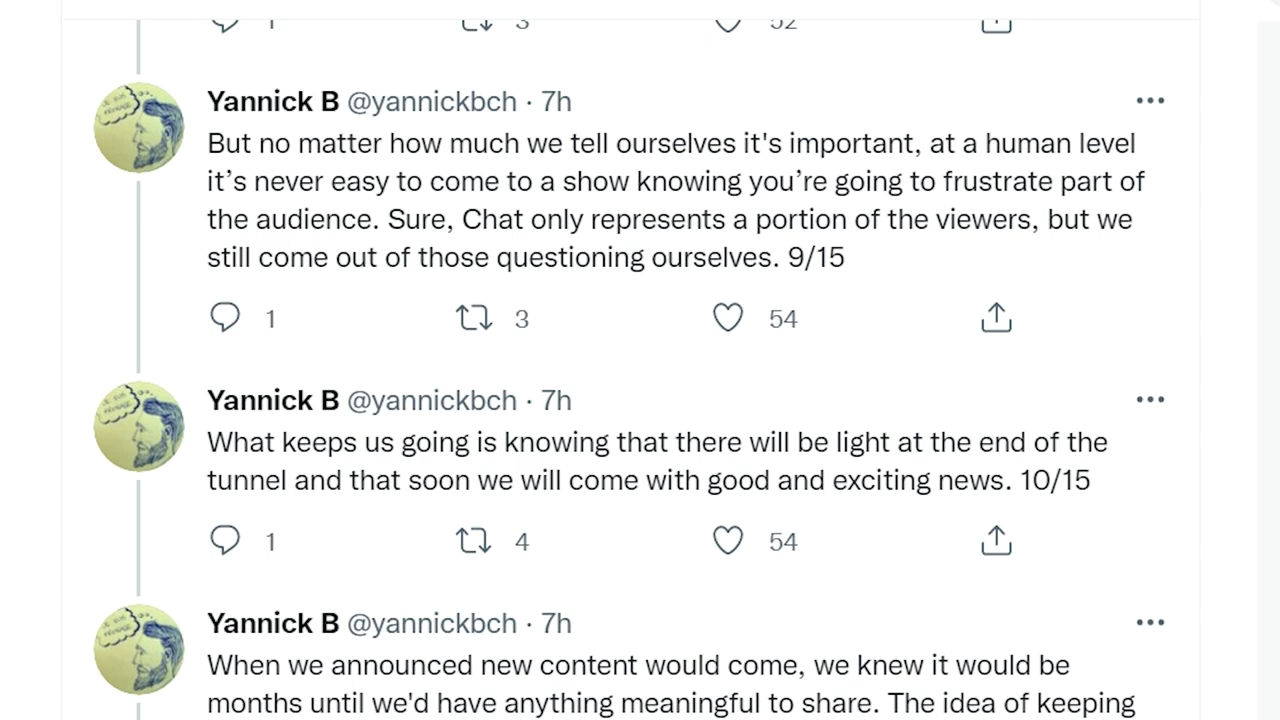 1 3 52
Yannick B @yannickbch · 7h
But no matter how much we tell ourselves it's important, at a human level
it’s never easy to come to a show knowing you’re going to frustrate part of
the audience. Sure, Chat only represents a portion of the viewers, but we
still come out of those questioning ourselves. 9/15
1 3 54
Yannick B @yannickbch · 7h
What keeps us going is knowing that there will be light at the end of the
tunnel and that soon we will come with good and exciting news. 10/15
1 4 54
Yannick B @yannickbch · 7h
When we announced new content would come, we knew it would be
months until we'd have anything meaningful to share. The idea of keeping